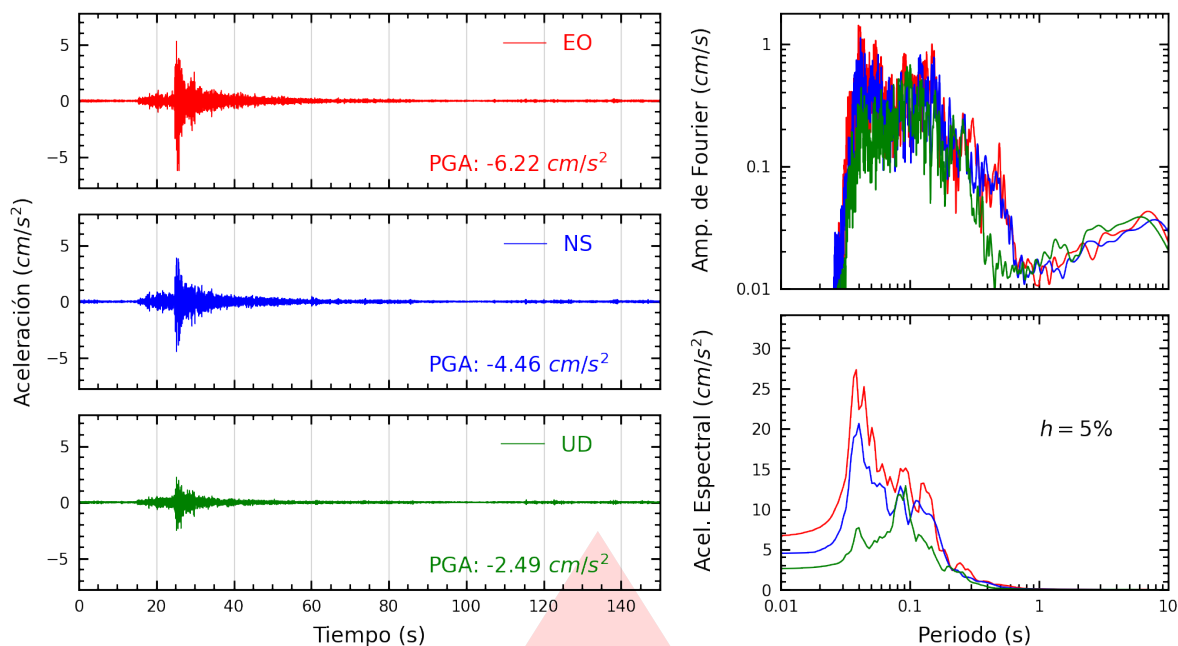 Aceleración (cm/s²)
5
0
−5
EO
PGA: -6.22 cm/s²
5
0
−5
NS
PGA: -4.46 cm/s²
5
0
−5
UD
PGA: -2.49 cm/s²
0 20 40 60 80 100 120 140
Tiempo (s)
Amp. de Fourier (cm/s)
1
0.1
0.01
Acel. Espectral (cm/s²)
30
25
20
15
10
5
0
h = 5%
0.01 0.1 1 10
Periodo (s)